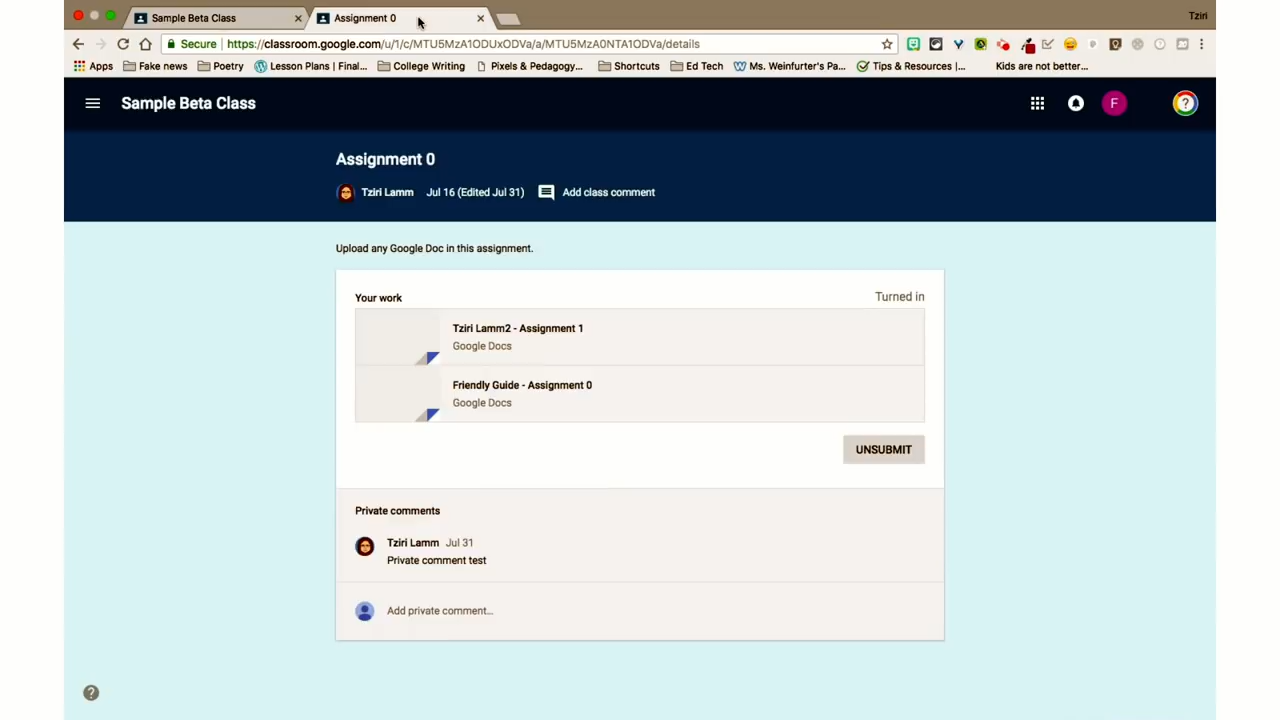 Sample Beta Class
Assignment 0
Tziri
Secure
https://classroom.google.com/u/1/c/MTU5MzA1ODUxODVa/a/MTU5MzA0NTA1ODVa/details
Apps
Fake news
Poetry
Lesson Plans | Final...
College Writing
Pixels & Pedagogy...
Shortcuts
Ed Tech
Ms. Weinfurter's Pa...
Tips & Resources |...
Kids are not better...
Sample Beta Class
F
?
Assignment 0
Tziri Lamm Jul 16 (Edited Jul 31) Add class comment
Upload any Google Doc in this assignment.
Your work
Turned in
Tziri Lamm2 - Assignment 1
Google Docs
Friendly Guide - Assignment 0
Google Docs
UNSUBMIT
Private comments
Tziri Lamm Jul 31
Private comment test
Add private comment...
?